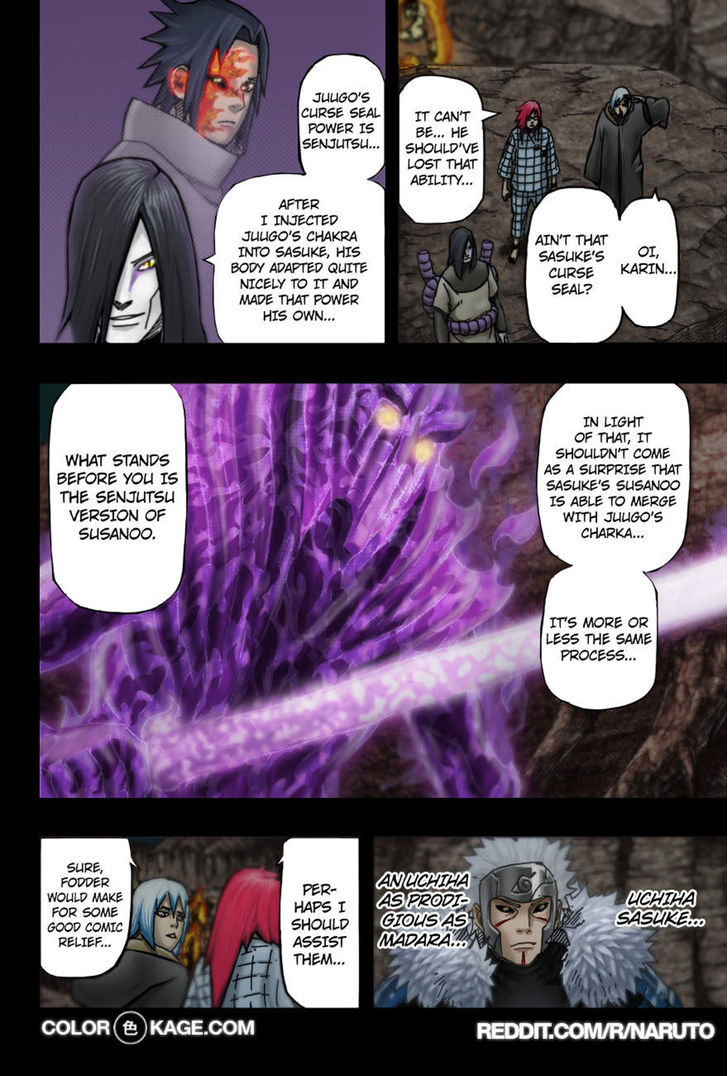 OI,
KARIN...
AIN'T THAT
SASUKE'S
CURSE
SEAL?
IT CAN'T
BE... HE
SHOULD'VE
LOST THAT
ABILITY...
JUUGO'S
CURSE SEAL
POWER IS
SENJUTSU...
AFTER
I INJECTED
JUUGO'S CHAKRA
INTO SASUKE, HIS
BODY ADAPTED QUITE
NICELY TO IT AND
MADE THAT POWER
HIS OWN...
IN LIGHT
OF THAT, IT
SHOULDN'T COME
AS A SURPRISE THAT
SASUKE'S SUSANOO
IS ABLE TO MERGE
WITH JUUGO'S
CHARKA...
IT'S MORE OR
LESS THE SAME
PROCESS...
WHAT STANDS
BEFORE YOU IS
THE SENJUTSU
VERSION OF
SUSANOO.
UCHIHA
SASUKE...
AN UCHIHA
AS PRODI-
GIOUS AS
MADARA...
PER-
HAPS I
SHOULD
ASSIST
THEM...
SURE,
FODDER
WOULD MAKE
FOR SOME
GOOD COMIC
RELIEF...
COLOR 色 KAGE.COM
REDDIT.COM/R/NARUTO